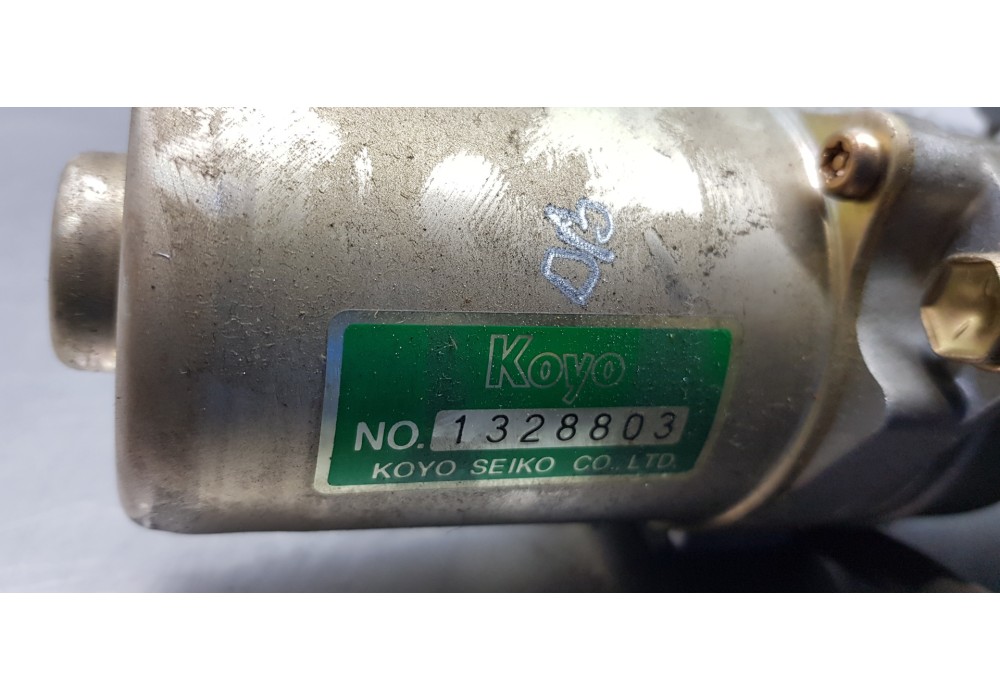 Koyo
NO. 1328803
KOYO SEIKO CO., LTD.